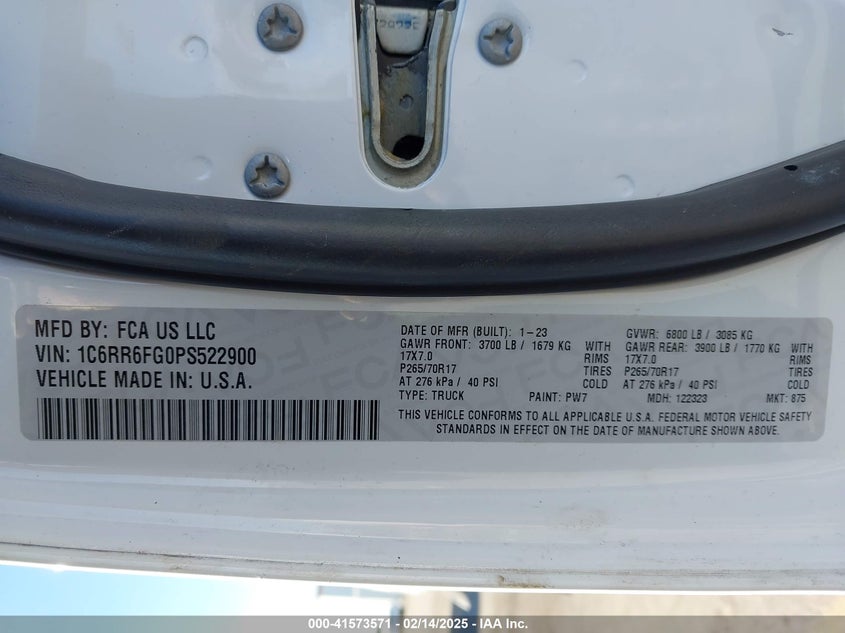 MFD BY: FCA US LLC
VIN: 1C6RR6FG0PS522900
VEHICLE MADE IN: U.S.A.
DATE OF MFR (BUILT): 1-23 GVWR: 6800 LB / 3085 KG
GAWR FRONT: 3700 LB / 1679 KG WITH GAWR REAR: 3900 LB / 1770 KG WITH
17X7.0 RIMS 17X7.0 RIMS
P265/70R17 TIRES P265/70R17 TIRES
AT 276 kPa / 40 PSI COLD AT 276 kPa / 40 PSI COLD
TYPE: TRUCK PAINT: PW7 MDH: 122323 MKT: 875
THIS VEHICLE CONFORMS TO ALL APPLICABLE U.S.A. FEDERAL MOTOR VEHICLE SAFETY
STANDARDS IN EFFECT ON THE DATE OF MANUFACTURE SHOWN ABOVE.
000-41573571 - 02/14/2025 - IAA Inc.